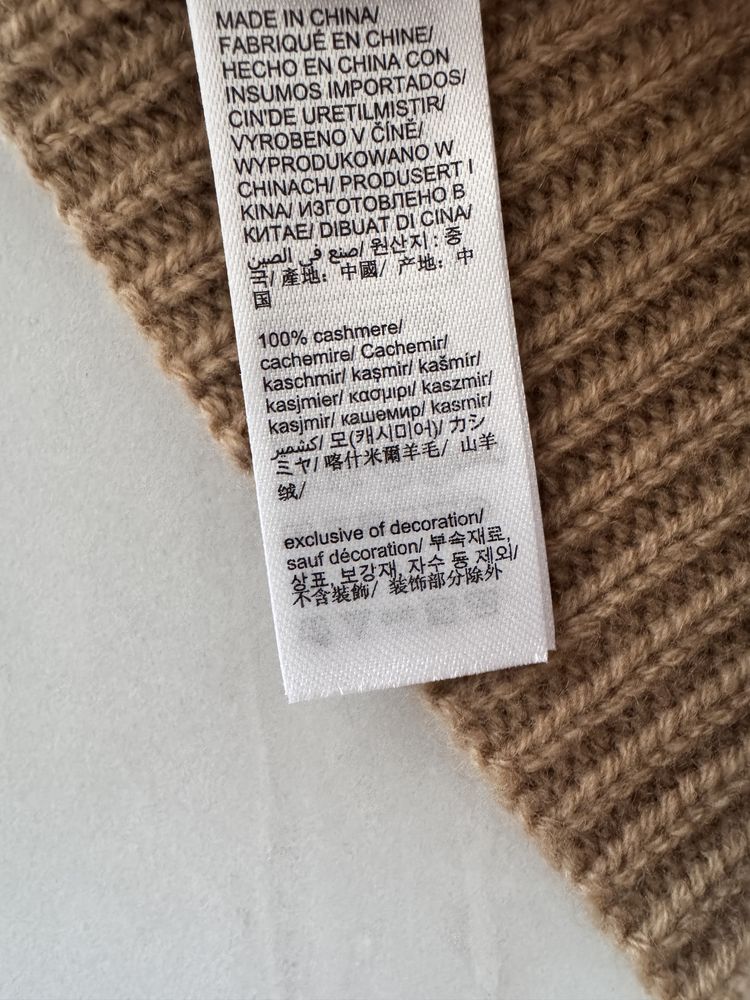 MADE IN CHINA/
FABRIQUÉ EN CHINE/
HECHO EN CHINA CON
INSUMOS IMPORTADOS/
CIN'DE URETILMISTIR/
VYROBENO V ČÍNĚ/
WYPRODUKOWANO W
CHINACH/ PRODUSERT I
KINA/ ИЗГОТОВЛЕНО В
КИТАЕ/ DIBUAT DI CINA/
صنع في الصين/ 원산지 : 중
국/ 產地：中國/ 产地：中
国
100% cashmere/
cachemire/ Cachemir/
kaschmir/ kaşmir/ kašmír/
kasjmier/ κασμιρι/ kaszmir/
kasjmir/ кашемир/ kasmir/
كشمير/ 모(캐시미어)/ カシ
ミヤ/ 喀什米爾羊毛/ 山羊
绒/
exclusive of decoration/
sauf décoration/ 부속재료,
상표, 보강재, 자수 등 제외/
不含裝飾/ 装饰部分除外